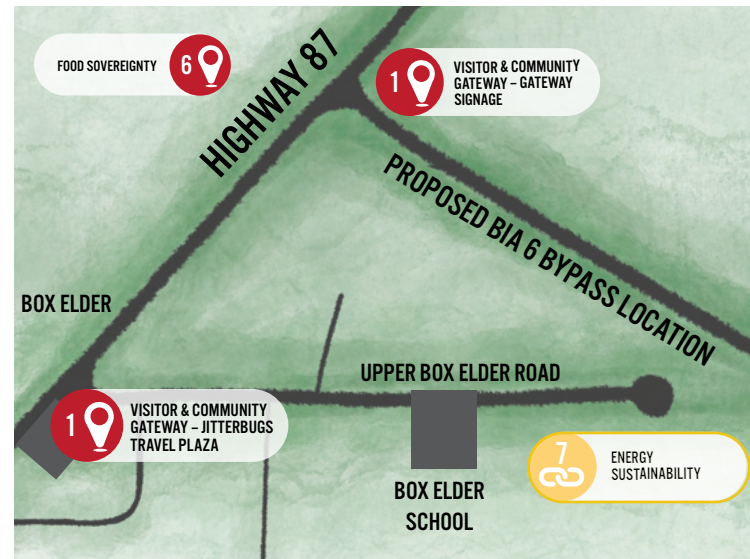 FOOD SOVEREIGNTY
6
HIGHWAY 87
1
VISITOR & COMMUNITY
GATEWAY – GATEWAY
SIGNAGE
PROPOSED BIA 6 BYPASS LOCATION
BOX ELDER
UPPER BOX ELDER ROAD
1
VISITOR & COMMUNITY
GATEWAY – JITTERBUGS
TRAVEL PLAZA
BOX ELDER
SCHOOL
7
ENERGY
SUSTAINABILITY